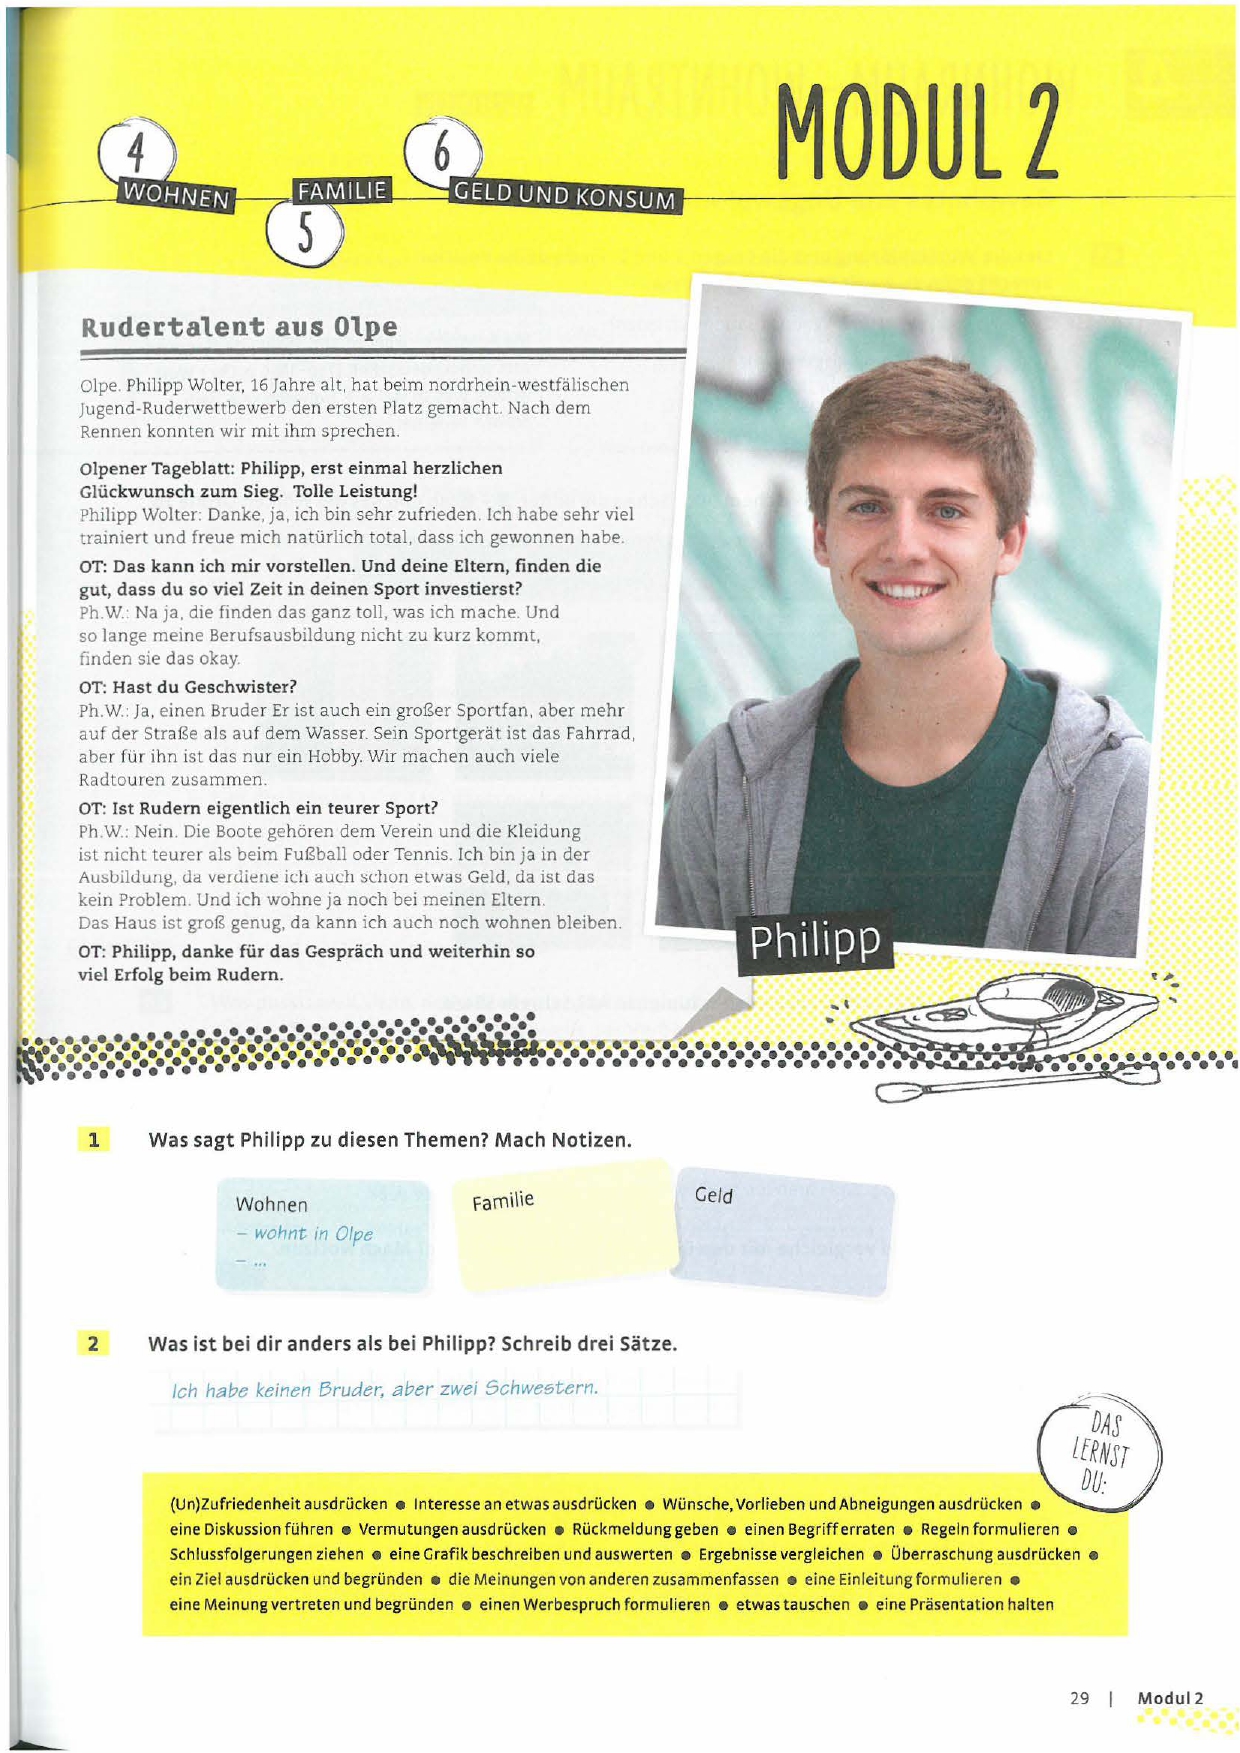 MODUL 2
4
WOHNEN
FAMILIE
5
6
GELD UND KONSUM
Rudertalent aus Olpe
Olpe. Philipp Wolter, 16 Jahre alt, hat beim nordrhein-westfälischen
Jugend-Ruderwettbewerb den ersten Platz gemacht. Nach dem
Rennen konnten wir mit ihm sprechen.
Olpener Tageblatt: Philipp, erst einmal herzlichen
Glückwunsch zum Sieg. Tolle Leistung!
Philipp Wolter: Danke, ja, ich bin sehr zufrieden. Ich habe sehr viel
trainiert und freue mich natürlich total, dass ich gewonnen habe.
OT: Das kann ich mir vorstellen. Und deine Eltern, finden die
gut, dass du so viel Zeit in deinen Sport investierst?
Ph.W.: Na ja, die finden das ganz toll, was ich mache. Und
so lange meine Berufsausbildung nicht zu kurz kommt,
finden sie das okay.
OT: Hast du Geschwister?
Ph.W.: Ja, einen Bruder Er ist auch ein großer Sportfan, aber mehr
auf der Straße als auf dem Wasser. Sein Sportgerät ist das Fahrrad,
aber für ihn ist das nur ein Hobby. Wir machen auch viele
Radtouren zusammen.
OT: Ist Rudern eigentlich ein teurer Sport?
Ph.W.: Nein. Die Boote gehören dem Verein und die Kleidung
ist nicht teurer als beim Fußball oder Tennis. Ich bin ja in der
Ausbildung, da verdiene ich auch schon etwas Geld, da ist das
kein Problem. Und ich wohne ja noch bei meinen Eltern.
Das Haus ist groß genug, da kann ich auch noch wohnen bleiben.
OT: Philipp, danke für das Gespräch und weiterhin so
viel Erfolg beim Rudern.
Philipp
1 Was sagt Philipp zu diesen Themen? Mach Notizen.
Wohnen
– wohnt in Olpe
– ...
Familie
Geld
2 Was ist bei dir anders als bei Philipp? Schreib drei Sätze.
Ich habe keinen Bruder, aber zwei Schwestern.
DAS
LERNST
DU:
(Un)Zufriedenheit ausdrücken ● Interesse an etwas ausdrücken ● Wünsche, Vorlieben und Abneigungen ausdrücken ●
eine Diskussion führen ● Vermutungen ausdrücken ● Rückmeldung geben ● einen Begriff erraten ● Regeln formulieren ●
Schlussfolgerungen ziehen ● eine Grafik beschreiben und auswerten ● Ergebnisse vergleichen ● Überraschung ausdrücken ●
ein Ziel ausdrücken und begründen ● die Meinungen von anderen zusammenfassen ● eine Einleitung formulieren ●
eine Meinung vertreten und begründen ● einen Werbespruch formulieren ● etwas tauschen ● eine Präsentation halten
29 | Modul 2